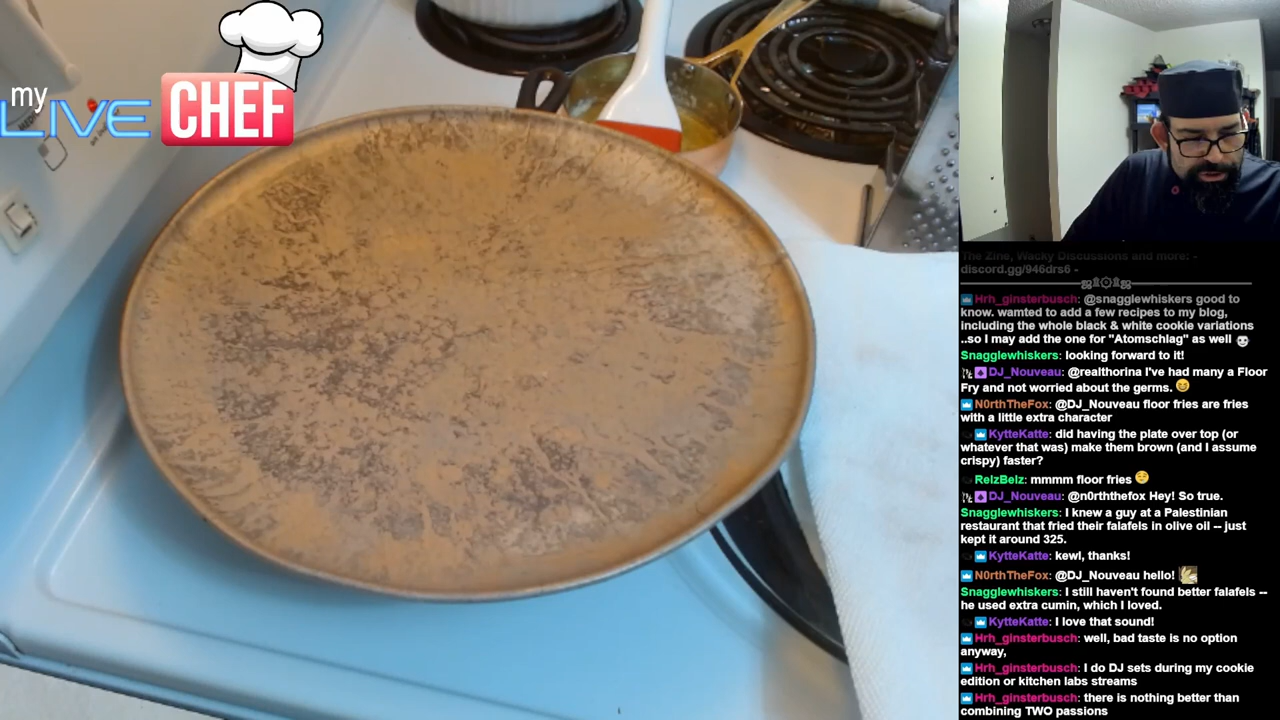 my
LIVE CHEF
The Zine, Wacky Discussions and more: -
discord.gg/946drs6 -
Hrh_ginsterbusch: @snagglewhiskers good to
know. wanted to add a few recipes to my blog,
including the whole black & white cookie variations
..so I may add the one for "Atomschlag" as well
Snagglewhiskers: looking forward to it!
DJ_Nouveau: @realthorina I've had many a Floor
Fry and not worried about the germs.
N0rthTheFox: @DJ_Nouveau floor fries are fries
with a little extra character
KytteKatte: did having the plate over top (or
whatever that was) make them brown (and I assume
crispy) faster?
RelzBelz: mmmm floor fries
DJ_Nouveau: @n0rththefox Hey! So true.
Snagglewhiskers: I knew a guy at a Palestinian
restaurant that fried their falafels in olive oil -- just
kept it around 325.
KytteKatte: kewl, thanks!
N0rthTheFox: @DJ_Nouveau hello!
Snagglewhiskers: I still haven't found better falafels --
he used extra cumin, which I loved.
KytteKatte: I love that sound!
Hrh_ginsterbusch: well, bad taste is no option
anyway,
Hrh_ginsterbusch: I do DJ sets during my cookie
edition or kitchen labs streams
Hrh_ginsterbusch: there is nothing better than
combining TWO passions